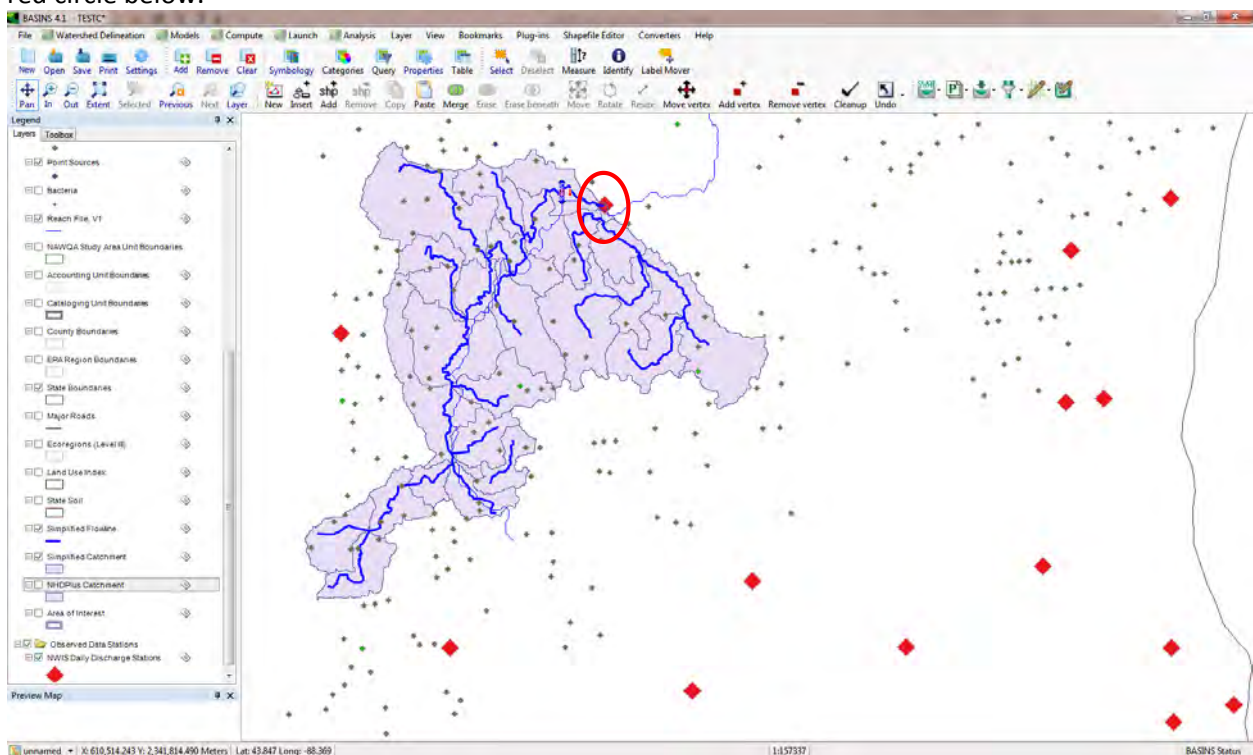 red circle below.
BASINS 4.1 - TESTC*
File Watershed Delineation Models Compute Launch Analysis Layer View Bookmarks Plug-ins Shapefile Editor Converters Help
New Open Save Print Settings Add Remove Clear Symbology Categories Query Properties Table Select Deselect Measure Identify Label Mover
Pan In Out Extent Selected Previous Next Layer New Insert Add Remove Copy Paste Merge Erase Erase beneath Move Rotate Resize Move vertex Add vertex Remove vertex Cleanup Undo
Legend
Layers Toolbox
Point Sources
Bacteria
Reach File, V1
NAWQA Study Area Unit Boundaries
Accounting Unit Boundaries
Cataloging Unit Boundaries
County Boundaries
EPA Region Boundaries
State Boundaries
Major Roads
Ecoregions (Level III)
Land Use Index
State Soil
Simplified Flowline
Simplified Catchment
NHDPlus Catchment
Area of Interest
Observed Data Stations
NWIS Daily Discharge Stations
Preview Map
unnamed X: 610,514.243 Y: 2,341,814.490 Meters Lat: 43.847 Long: -88.369 1:157337 BASINS Status